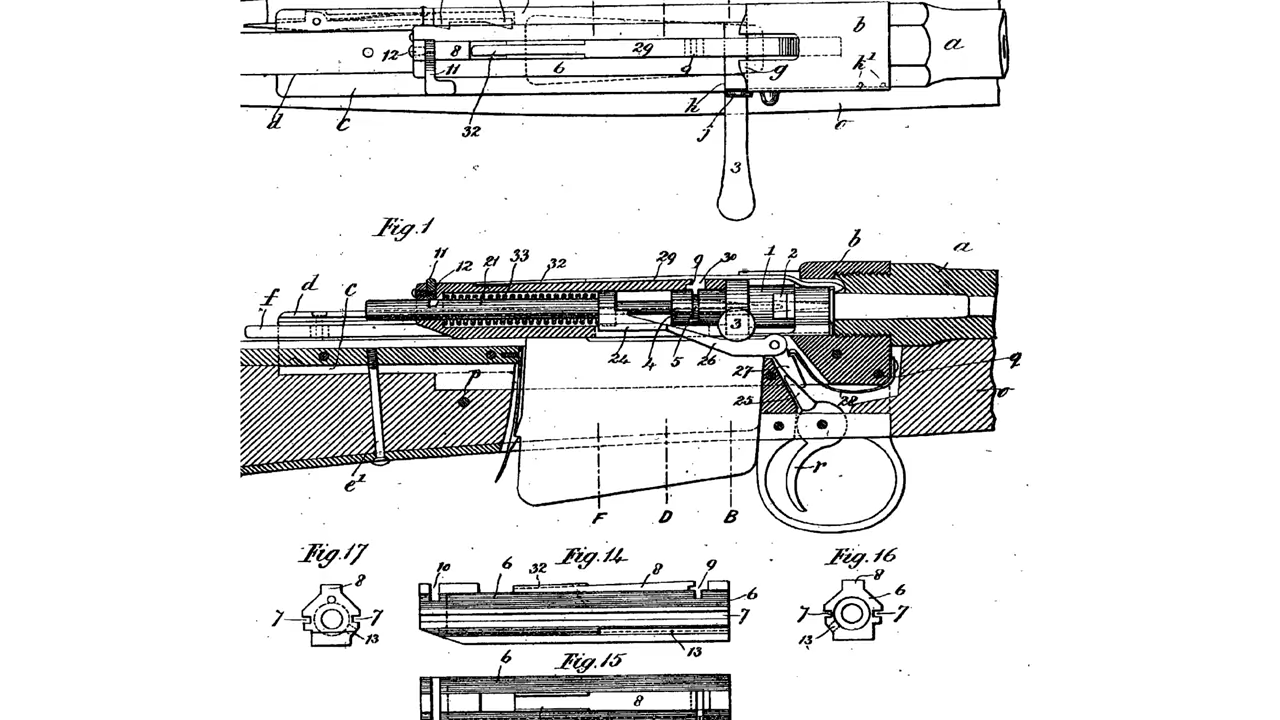 b
a
12 8 29 9 g k¹
11 6
d c 32 k j o
3
Fig.1
11 12 21 33 32 29 9 30 1 2 b a
f d c
3
24 4 5 26 27 q
p 25 28 o
e¹ r
F D B
Fig.17 Fig.14 Fig.16
8 10 6 32 8 9 8
6 6
7 7 7 7 7
13 13 13
Fig.15
6
8